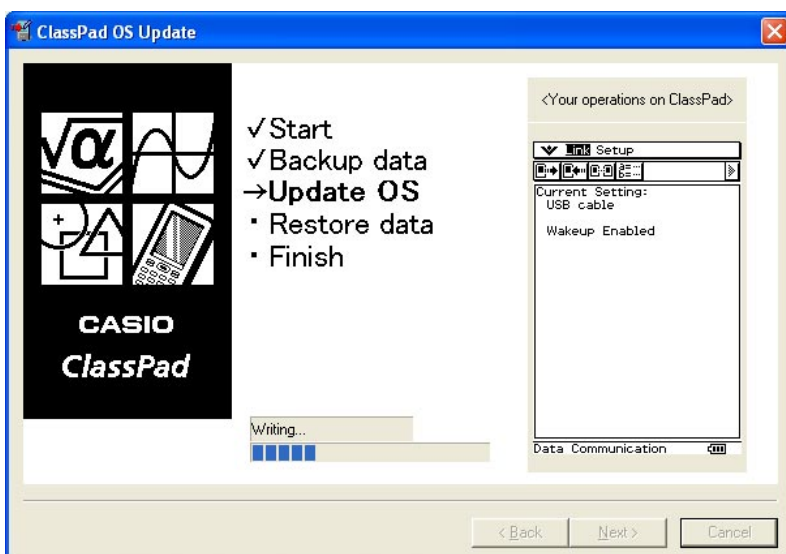 ClassPad OS Update
√α
CASIO
ClassPad
√Start
√Backup data
→Update OS
· Restore data
· Finish
Writing...
<Your operations on ClassPad>
Link Setup
Current Setting:
USB cable
Wakeup Enabled
Data Communication
< Back
Next >
Cancel